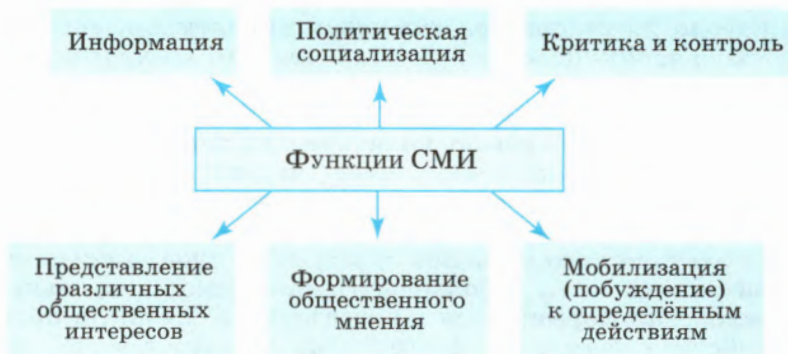 Информация
Политическая
социализация
Критика и контроль
Функции СМИ
Представление
различных
общественных
интересов
Формирование
общественного
мнения
Мобилизация
(побуждение)
к определённым
действиям